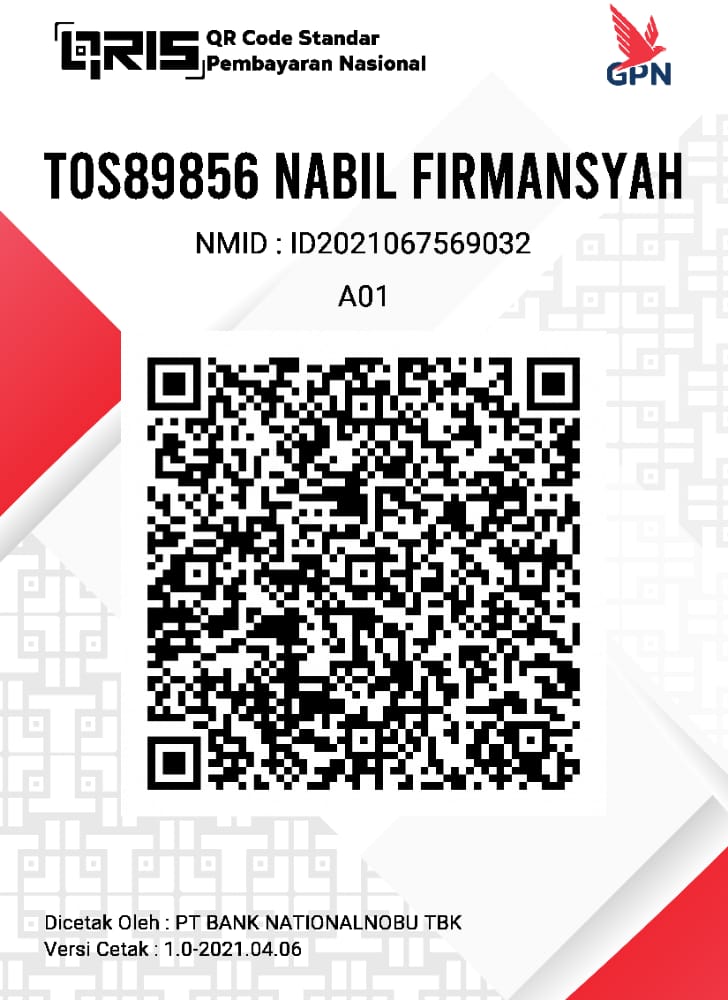 QRIS QR Code Standar
Pembayaran Nasional
GPN
TOS89856 NABIL FIRMANSYAH
NMID : ID2021067569032
A01
Dicetak Oleh : PT BANK NATIONALNOBU TBK
Versi Cetak : 1.0-2021.04.06